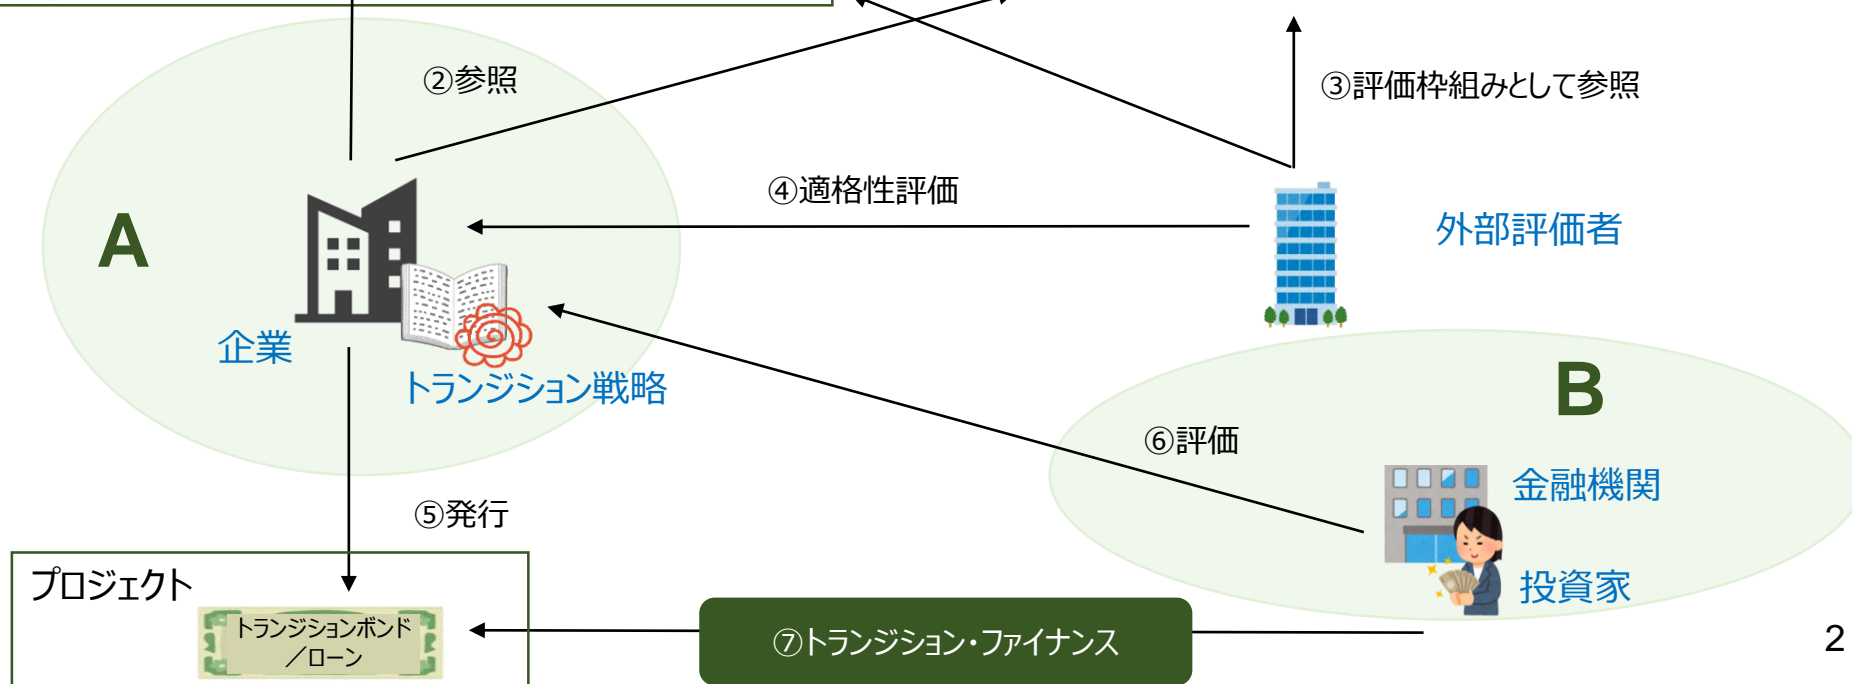 ②参照
③評価枠組みとして参照
④適格性評価
A
外部評価者
企業
トランジション戦略
B
⑥評価
金融機関
⑤発行
投資家
プロジェクト
トランジションボンド
／ローン
⑦トランジション・ファイナンス
2